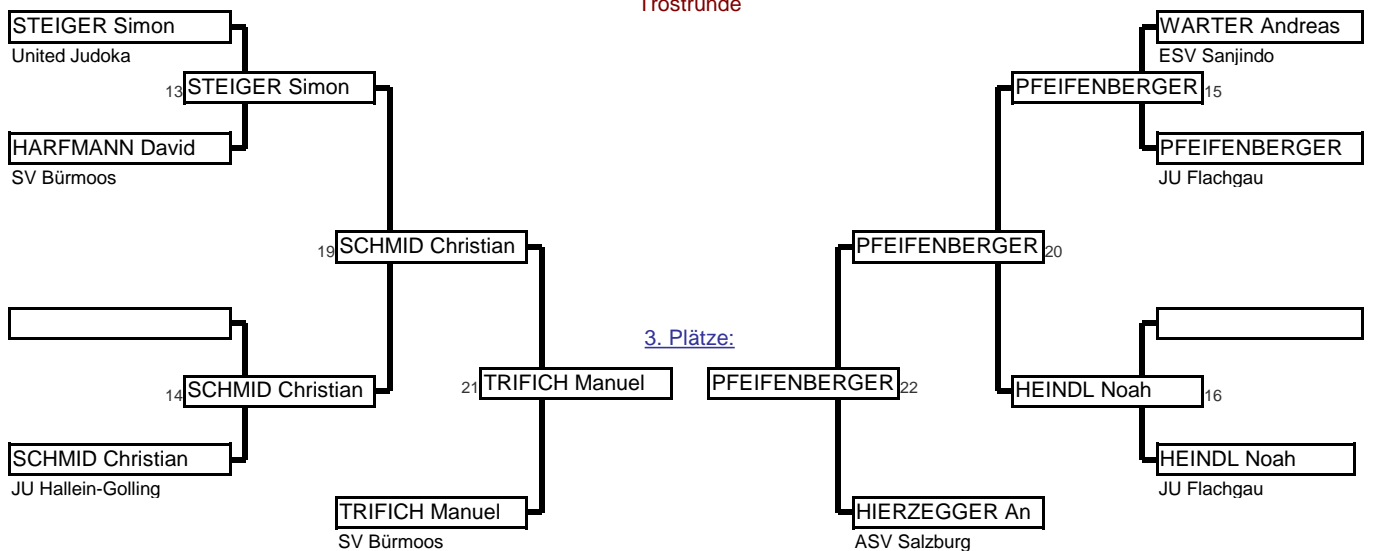 Trostrunde
STEIGER Simon
United Judoka
WARTER Andreas
ESV Sanjindo
13 STEIGER Simon
PFEIFENBERGER 15
HARFMANN David
SV Bürmoos
PFEIFENBERGER
JU Flachgau
19 SCHMID Christian
PFEIFENBERGER 20
3. Plätze:
14 SCHMID Christian
21 TRIFICH Manuel
PFEIFENBERGER 22
HEINDL Noah 16
SCHMID Christian
JU Hallein-Golling
HEINDL Noah
JU Flachgau
TRIFICH Manuel
SV Bürmoos
HIERZEGGER An
ASV Salzburg